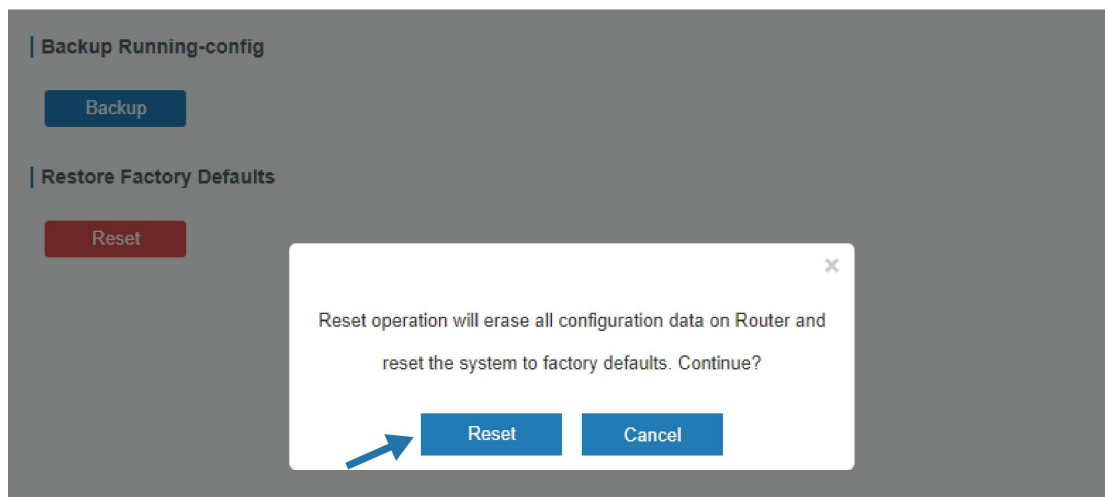 Backup Running-config
Backup
Restore Factory Defaults
Reset
Reset operation will erase all configuration data on Router and
reset the system to factory defaults. Continue?
Reset Cancel